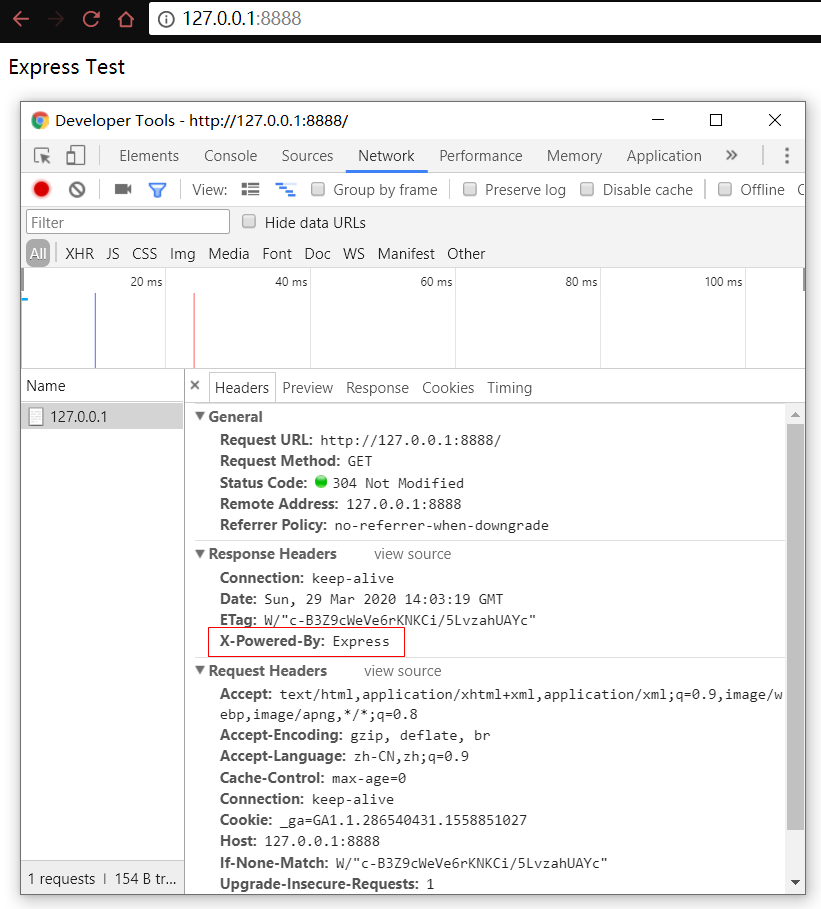 127.0.0.1:8888
Express Test
Developer Tools - http://127.0.0.1:8888/
Elements Console Sources Network Performance Memory Application »
View: Group by frame Preserve log Disable cache Offline
Filter Hide data URLs
All XHR JS CSS Img Media Font Doc WS Manifest Other
20 ms 40 ms 60 ms 80 ms 100 ms
Name
127.0.0.1
× Headers Preview Response Cookies Timing
General
Request URL: http://127.0.0.1:8888/
Request Method: GET
Status Code: 304 Not Modified
Remote Address: 127.0.0.1:8888
Referrer Policy: no-referrer-when-downgrade
Response Headers view source
Connection: keep-alive
Date: Sun, 29 Mar 2020 14:03:19 GMT
ETag: W/"c-B3Z9cWeVe6rKNKCi/5LvzahUAYc"
X-Powered-By: Express
Request Headers view source
Accept: text/html,application/xhtml+xml,application/xml;q=0.9,image/w
ebp,image/apng,*/*;q=0.8
Accept-Encoding: gzip, deflate, br
Accept-Language: zh-CN,zh;q=0.9
Cache-Control: max-age=0
Connection: keep-alive
Cookie: _ga=GA1.1.286540431.1558851027
Host: 127.0.0.1:8888
If-None-Match: W/"c-B3Z9cWeVe6rKNKCi/5LvzahUAYc"
Upgrade-Insecure-Requests: 1
1 requests | 154 B tr...